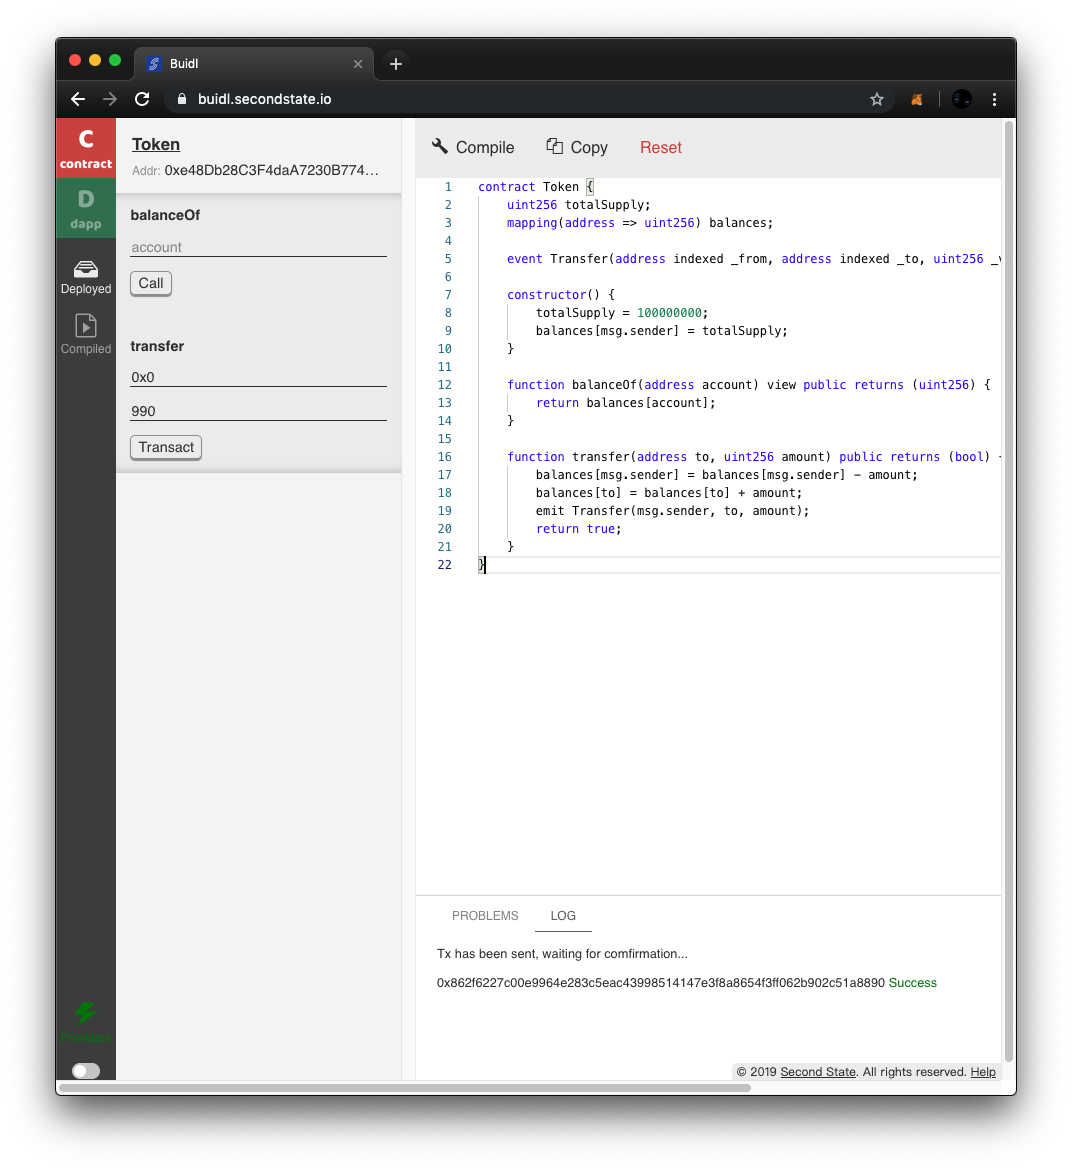 Buidl
buidl.secondstate.io
C
contract
D
dapp
Deployed
Compiled
Providers
Token
Addr: 0xe48Db28C3F4daA7230B774...
balanceOf
account
Call
transfer
0x0
990
Transact
Compile
Copy
Reset
1 contract Token {
2 uint256 totalSupply;
3 mapping(address => uint256) balances;
4
5 event Transfer(address indexed _from, address indexed _to, uint256 _v
6
7 constructor() {
8 totalSupply = 100000000;
9 balances[msg.sender] = totalSupply;
10 }
11
12 function balanceOf(address account) view public returns (uint256) {
13 return balances[account];
14 }
15
16 function transfer(address to, uint256 amount) public returns (bool) {
17 balances[msg.sender] = balances[msg.sender] - amount;
18 balances[to] = balances[to] + amount;
19 emit Transfer(msg.sender, to, amount);
20 return true;
21 }
22 }
PROBLEMS
LOG
Tx has been sent, waiting for comfirmation...
0x862f6227c00e9964e283c5eac43998514147e3f8a8654f3ff062b902c51a8890 Success
© 2019 Second State. All rights reserved. Help